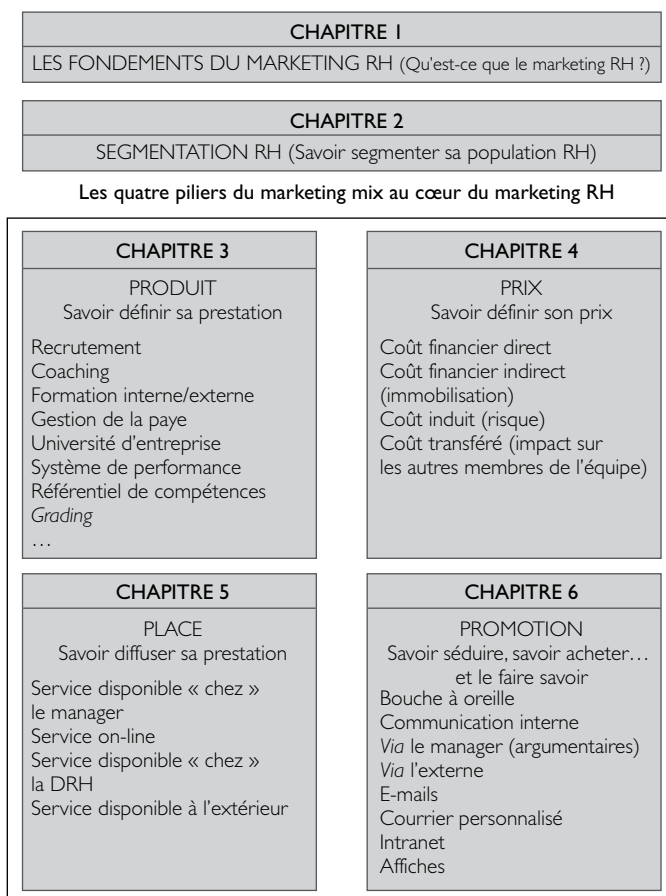 CHAPITRE 1
LES FONDEMENTS DU MARKETING RH (Qu'est-ce que le marketing RH ?)
CHAPITRE 2
SEGMENTATION RH (Savoir segmenter sa population RH)
Les quatre piliers du marketing mix au cœur du marketing RH
CHAPITRE 3
PRODUIT
Savoir définir sa prestation
Recrutement
Coaching
Formation interne/externe
Gestion de la paye
Université d'entreprise
Système de performance
Référentiel de compétences
Grading
…
CHAPITRE 4
PRIX
Savoir définir son prix
Coût financier direct
Coût financier indirect
(immobilisation)
Coût induit (risque)
Coût transféré (impact sur
les autres membres de l'équipe)
CHAPITRE 5
PLACE
Savoir diffuser sa prestation
Service disponible « chez »
le manager
Service on-line
Service disponible « chez »
la DRH
Service disponible à l'extérieur
CHAPITRE 6
PROMOTION
Savoir séduire, savoir acheter…
et le faire savoir
Bouche à oreille
Communication interne
Via le manager (argumentaires)
Via l'externe
E-mails
Courrier personnalisé
Intranet
Affiches